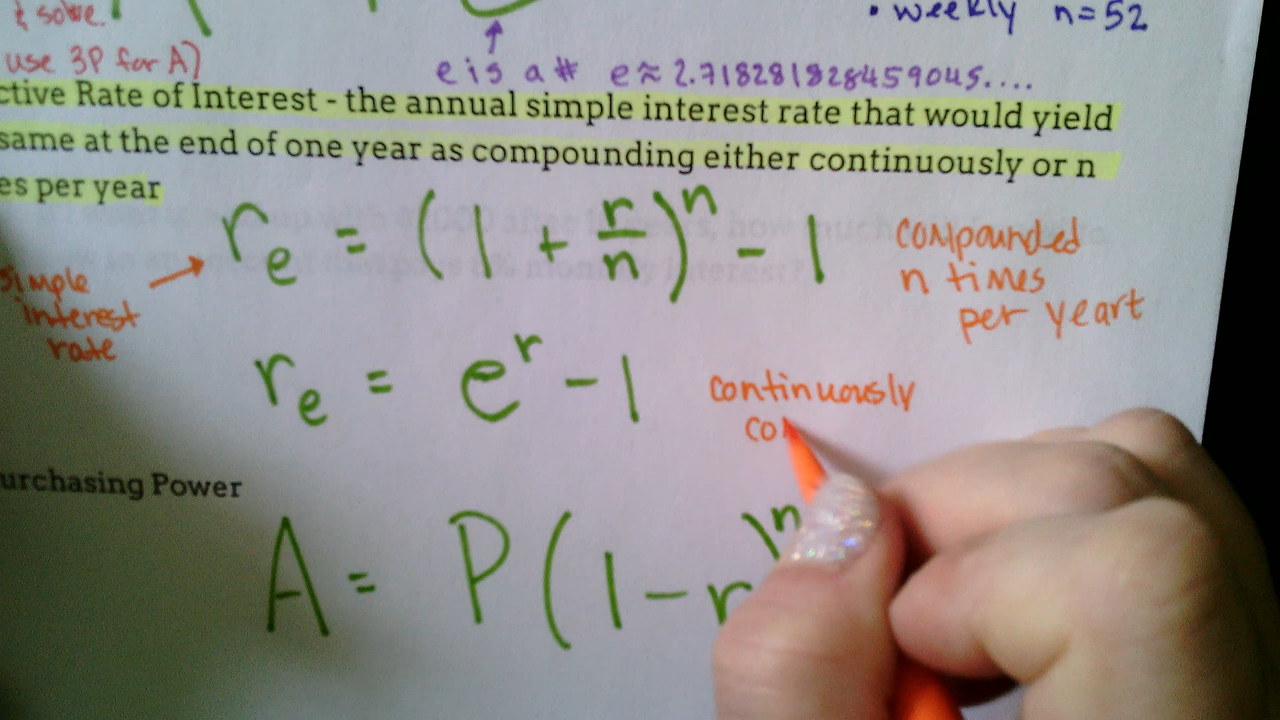 & solve.
• weekly n=52
use 3P for A)
e is a # e ≈ 2.718281828459045....
ctive Rate of Interest - the annual simple interest rate that would yield
same at the end of one year as compounding either continuously or n
es per year
r_e = (1 + r/n)^n - 1
compounded
n times
per yeart
simple
interest
rate
r_e = e^r - 1
continuously
co
urchasing Power
A = P(1-r)^n